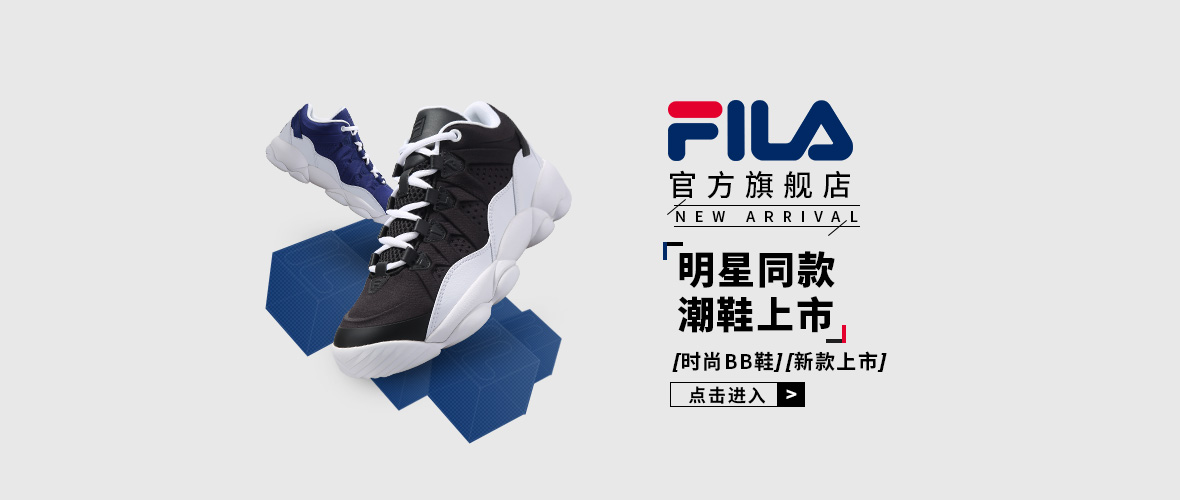 FILA
官方旗舰店
NEW ARRIVAL
明星同款
潮鞋上市
[时尚BB鞋][新款上市]
点击进入 >